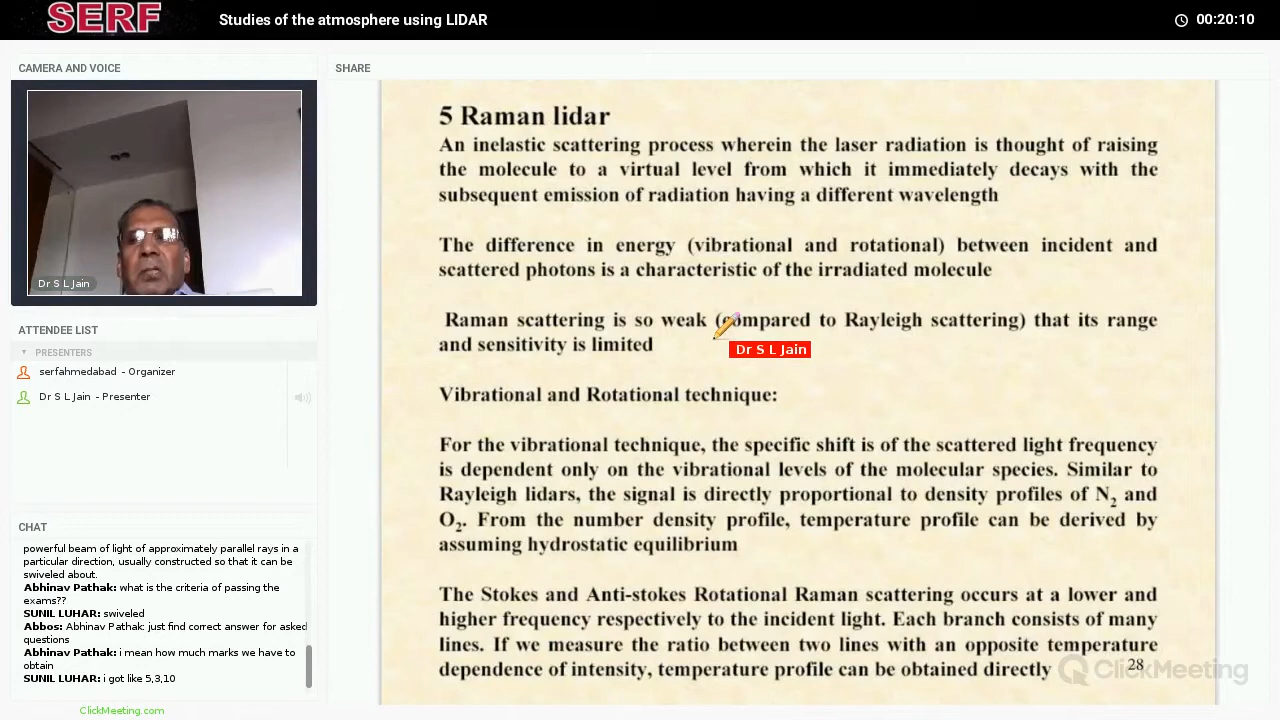 SERF
Studies of the atmosphere using LIDAR
00:20:10
CAMERA AND VOICE
Dr S L Jain
ATTENDEE LIST
PRESENTERS
serfahmedabad - Organizer
Dr S L Jain - Presenter
CHAT
powerful beam of light of approximately parallel rays in a
particular direction, usually constructed so that it can be
swiveled about.
Abhinav Pathak: what is the criteria of passing the
exams??
SUNIL LUHAR: swiveled
Abbos: Abhinav Pathak: just find correct answer for asked
questions
Abhinav Pathak: i mean how much marks we have to
obtain
SUNIL LUHAR: i got like 5,3,10
ClickMeeting.com
SHARE
5 Raman lidar
An inelastic scattering process wherein the laser radiation is thought of raising
the molecule to a virtual level from which it immediately decays with the
subsequent emission of radiation having a different wavelength
The difference in energy (vibrational and rotational) between incident and
scattered photons is a characteristic of the irradiated molecule
Raman scattering is so weak (compared to Rayleigh scattering) that its range
and sensitivity is limited
Dr S L Jain
Vibrational and Rotational technique:
For the vibrational technique, the specific shift is of the scattered light frequency
is dependent only on the vibrational levels of the molecular species. Similar to
Rayleigh lidars, the signal is directly proportional to density profiles of N2 and
O2. From the number density profile, temperature profile can be derived by
assuming hydrostatic equilibrium
The Stokes and Anti-stokes Rotational Raman scattering occurs at a lower and
higher frequency respectively to the incident light. Each branch consists of many
lines. If we measure the ratio between two lines with an opposite temperature
dependence of intensity, temperature profile can be obtained directly
28
ClickMeeting